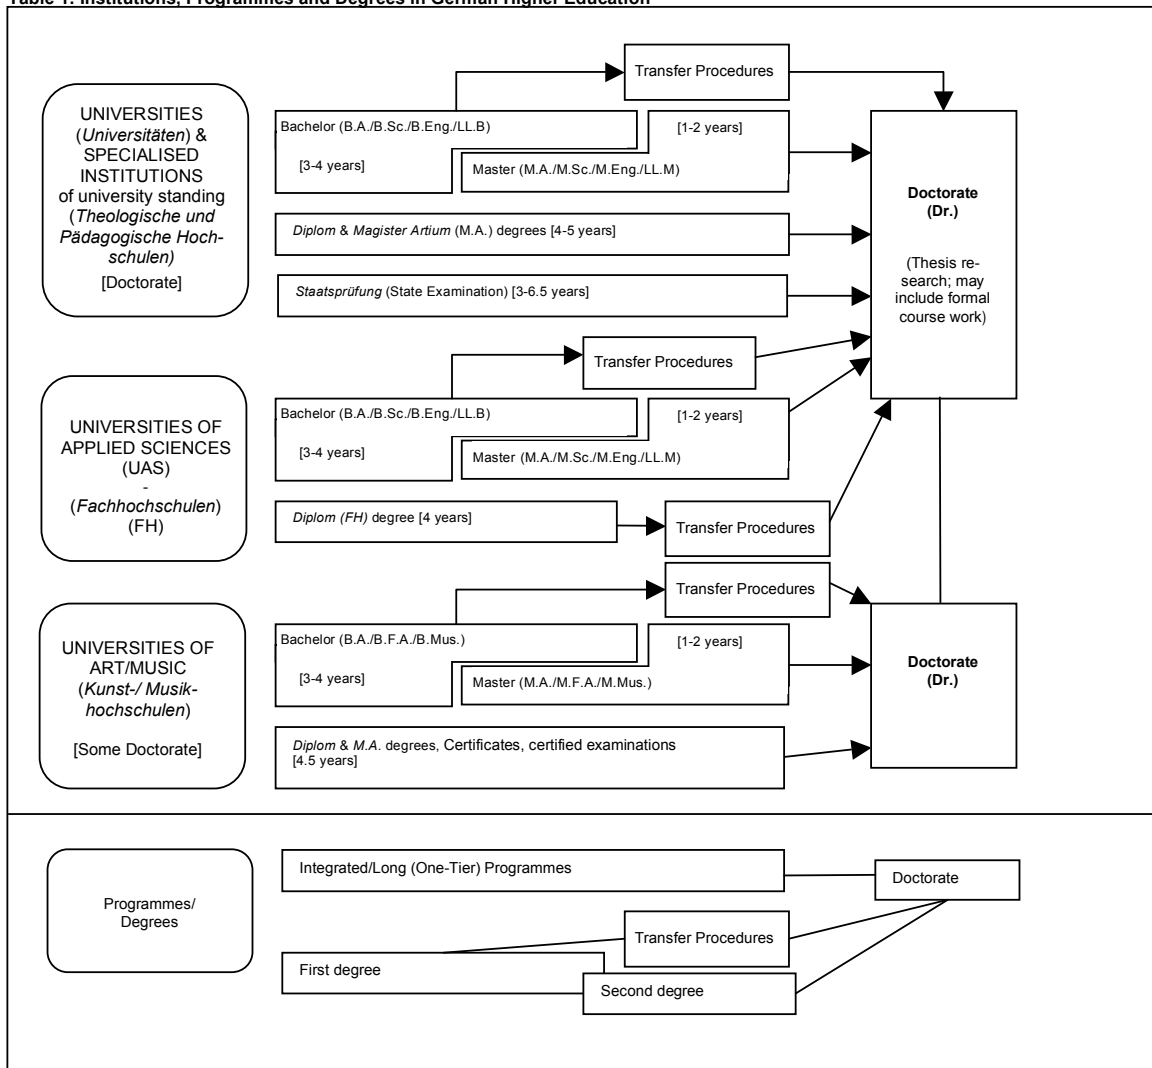 Table 1: Institutions, Programmes and Degrees in German Higher Education
Transfer Procedures
UNIVERSITIES
(Universitäten) &
SPECIALISED
INSTITUTIONS
of university standing
(Theologische und
Pädagogische Hoch-
schulen)
[Doctorate]
Bachelor (B.A./B.Sc./B.Eng./LL.B)
[3-4 years]
[1-2 years]
Master (M.A./M.Sc./M.Eng./LL.M)
Diplom & Magister Artium (M.A.) degrees [4-5 years]
Staatsprüfung (State Examination) [3-6.5 years]
Doctorate
(Dr.)
(Thesis re-
search; may
include formal
course work)
Transfer Procedures
UNIVERSITIES OF
APPLIED SCIENCES
(UAS)
-
(Fachhochschulen)
(FH)
Bachelor (B.A./B.Sc./B.Eng./LL.B)
[3-4 years]
[1-2 years]
Master (M.A./M.Sc./M.Eng./LL.M)
Diplom (FH) degree [4 years]
Transfer Procedures
Transfer Procedures
UNIVERSITIES OF
ART/MUSIC
(Kunst-/ Musik-
hochschulen)
[Some Doctorate]
Bachelor (B.A./B.F.A./B.Mus.)
[3-4 years]
[1-2 years]
Master (M.A./M.F.A./M.Mus.)
Diplom & M.A. degrees, Certificates, certified examinations
[4.5 years]
Doctorate
(Dr.)
Programmes/
Degrees
Integrated/Long (One-Tier) Programmes
Doctorate
Transfer Procedures
First degree
Second degree